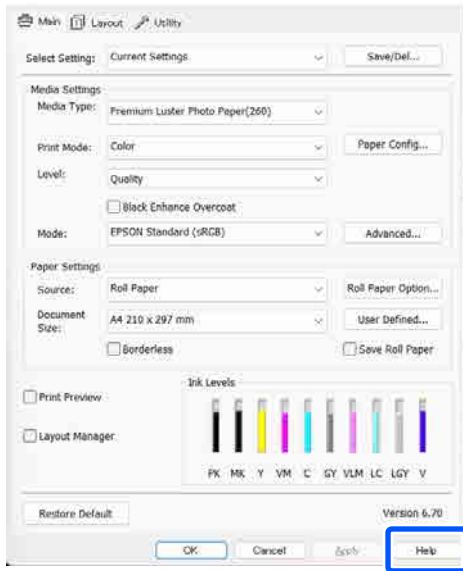 Main Layout Utility
Select Setting: Current Settings Save/Del...
Media Settings
Media Type: Premium Luster Photo Paper(260)
Print Mode: Color Paper Config...
Level: Quality
Black Enhance Overcoat
Mode: EPSON Standard (sRGB) Advanced...
Paper Settings
Source: Roll Paper Roll Paper Option...
Document Size: A4 210 x 297 mm User Defined...
Borderless Save Roll Paper
Ink Levels
Print Preview
Layout Manager
PK MK Y VM C GY VLM LC LGY V
Restore Default Version 6.70
OK Cancel Apply Help